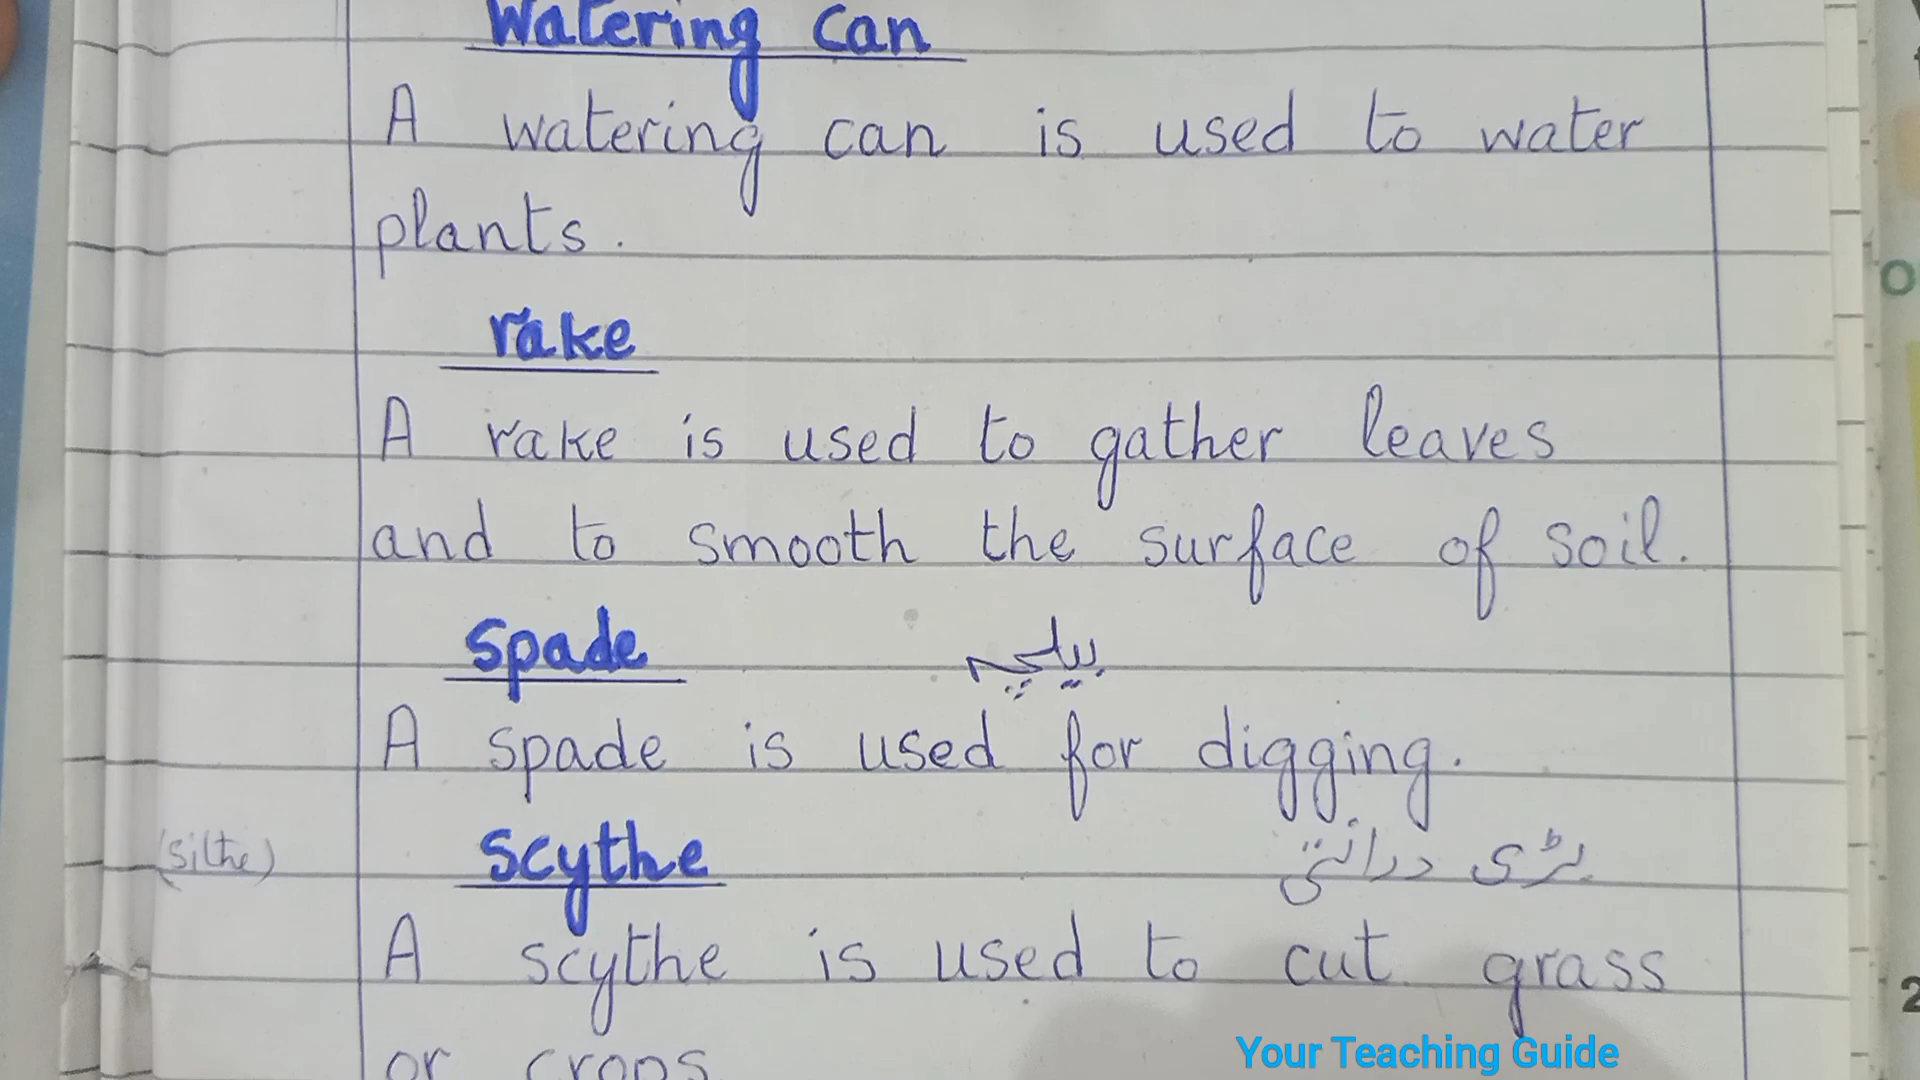 Watering Can
A watering can is used to water
plants.
rake
A rake is used to gather leaves
and to smooth the surface of soil.
spade بیلچہ
A spade is used for digging.
(sithe) scythe بڑی درانتی
A scythe is used to cut grass
or crops
Your Teaching Guide
2